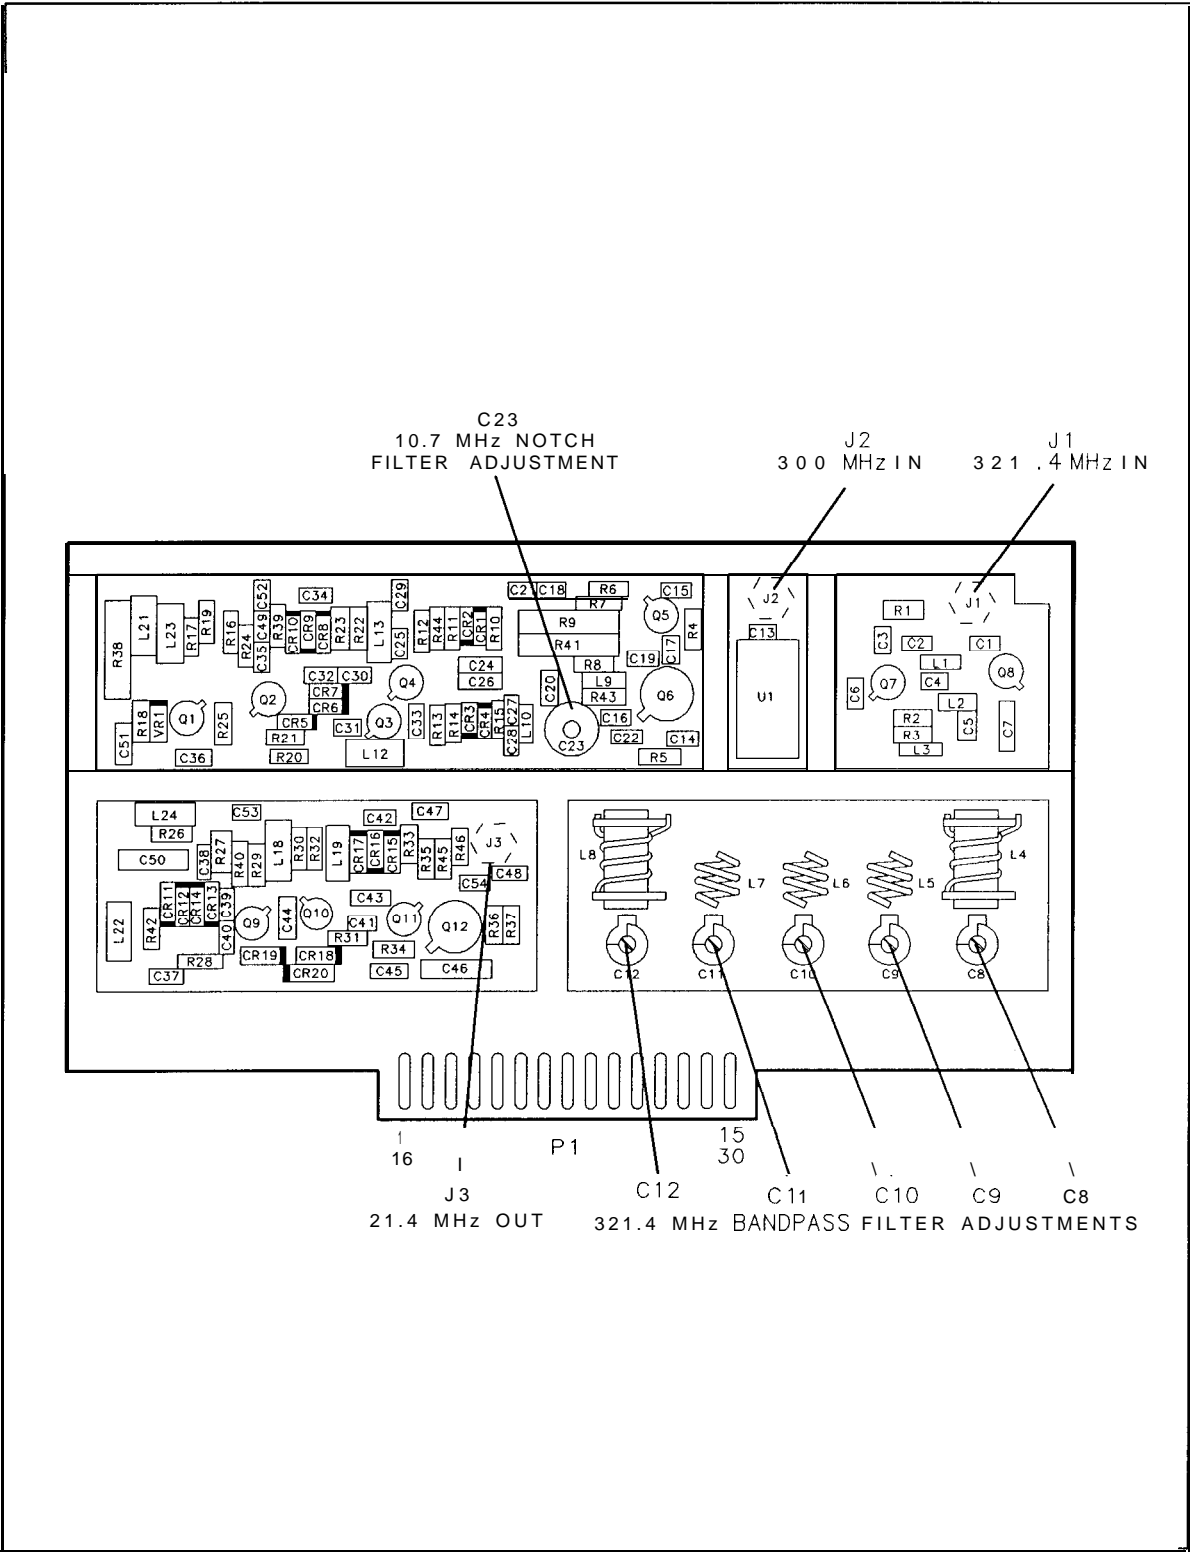 C23
10.7 MHz NOTCH
FILTER ADJUSTMENT
J2
300 MHz IN
J1
321.4 MHz IN
R38
L21
L23
R17
R19
R16
R24
C52
C49
C35
R39
CR10
CR9
CR8
C34
R23
R22
L13
C29
C25
R12
R44
R11
CR2
CR1
R10
C21
C18
R6
R7
R9
R41
R8
L9
R43
C15
Q5
R4
C17
C19
Q6
J2
C13
U1
J1
R1
C3
C2
C1
L1
C4
Q7
Q8
C6
L2
C5
C7
R2
R3
L3
C51
R18
VR1
Q1
R25
C36
Q2
C32
C30
CR7
CR6
CR5
R21
R20
C31
Q4
Q3
L12
C33
R13
R14
CR3
CR4
R15
C27
C28
L10
C24
C26
C20
C23
C16
C22
C14
R5
L24
R26
C50
C53
C38
R27
R40
R29
L18
R30
R32
L19
CR17
C42
CR16
CR15
R33
C47
R35
R45
R46
J3
C48
C54
L22
R42
CR11
CR12
CR14
CR13
C39
C40
Q9
C44
Q10
C43
C41
R31
Q11
Q12
R36
R37
R34
C45
C46
CR19
CR18
CR20
R28
C37
L8
L7
L6
L5
L4
C12
C11
C10
C9
C8
1
16
P1
15
30
J3
21.4 MHz OUT
C12
C11
C10
C9
C8
321.4 MHz BANDPASS FILTER ADJUSTMENTS